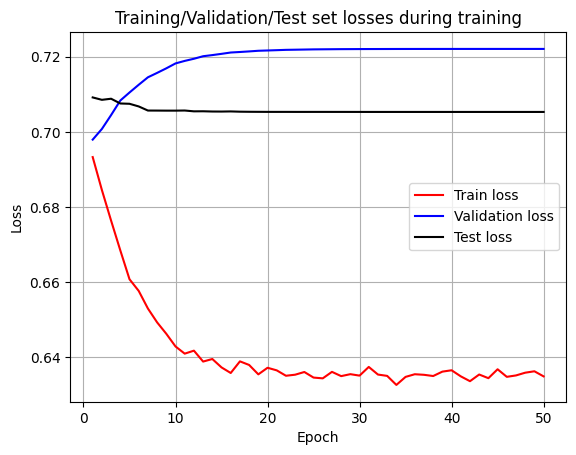 Training/Validation/Test set losses during training
0.72
0.70
0.68
0.66
0.64
Loss
Train loss
Validation loss
Test loss
0 10 20 30 40 50
Epoch